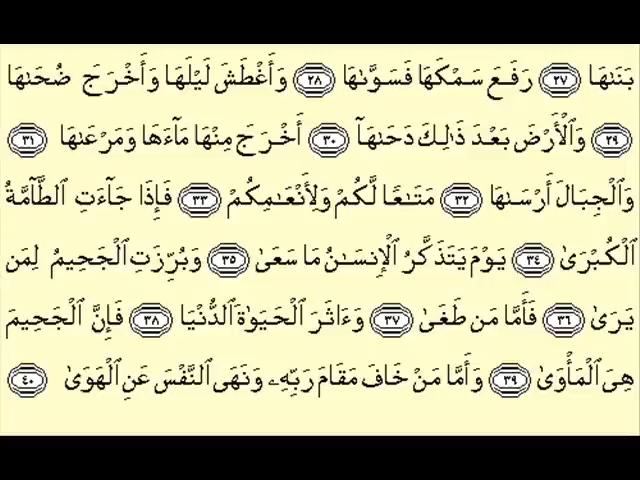 بَنَىٰهَا ٢٧ رَفَعَ سَمْكَهَا فَسَوَّىٰهَا ٢٨ وَأَغْطَشَ لَيْلَهَا وَأَخْرَجَ ضُحَىٰهَا
٢٩ وَٱلْأَرْضَ بَعْدَ ذَٰلِكَ دَحَىٰهَآ ٣٠ أَخْرَجَ مِنْهَا مَآءَهَا وَمَرْعَىٰهَا ٣١
وَٱلْجِبَالَ أَرْسَىٰهَا ٣٢ مَتَـٰعًا لَّكُمْ وَلِأَنْعَـٰمِكُمْ ٣٣ فَإِذَا جَآءَتِ ٱلطَّآمَّةُ
ٱلْكُبْرَىٰ ٣٤ يَوْمَ يَتَذَكَّرُ ٱلْإِنسَـٰنُ مَا سَعَىٰ ٣٥ وَبُرِّزَتِ ٱلْجَحِيمُ لِمَن
يَرَىٰ ٣٦ فَأَمَّا مَن طَغَىٰ ٣٧ وَءَاثَرَ ٱلْحَيَوٰةَ ٱلدُّنْيَا ٣٨ فَإِنَّ ٱلْجَحِيمَ
هِىَ ٱلْمَأْوَىٰ ٣٩ وَأَمَّا مَنْ خَافَ مَقَامَ رَبِّهِۦ وَنَهَى ٱلنَّفْسَ عَنِ ٱلْهَوَىٰ ٤٠